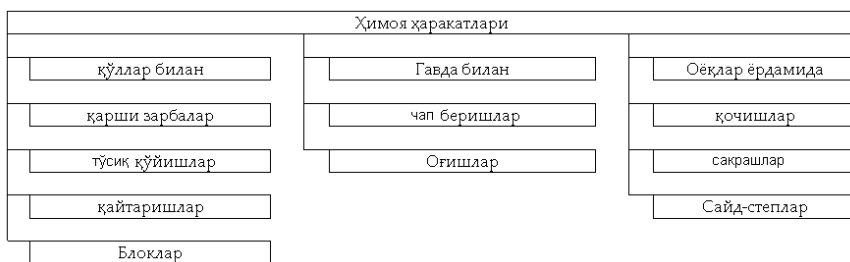 Ҳимоя ҳаракатлари
қўллар билан
қарши зарбалар
тўсиқ қўйишлар
қайтаришлар
Блоклар
Гавда билан
чап беришлар
Оғишлар
Оёқлар ёрдамида
қочишлар
сакрашлар
Сайд-степлар